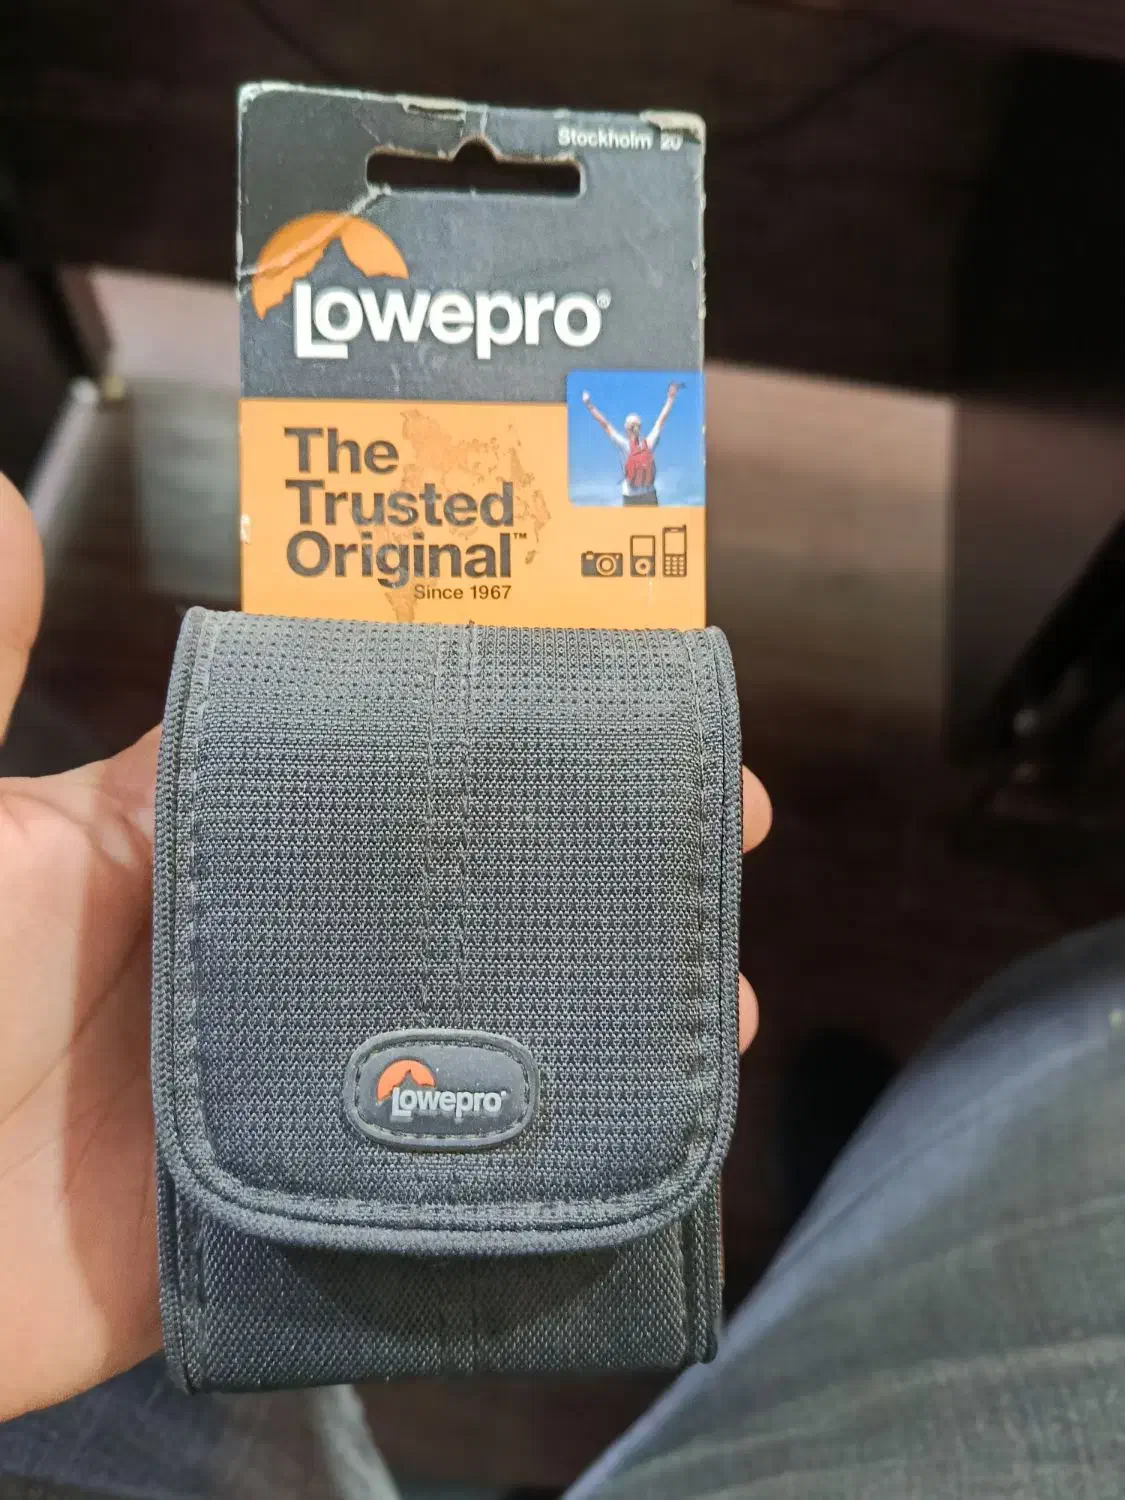 Stockholm 20
Lowepro®
The
Trusted
Original™
Since 1967
Lowepro®